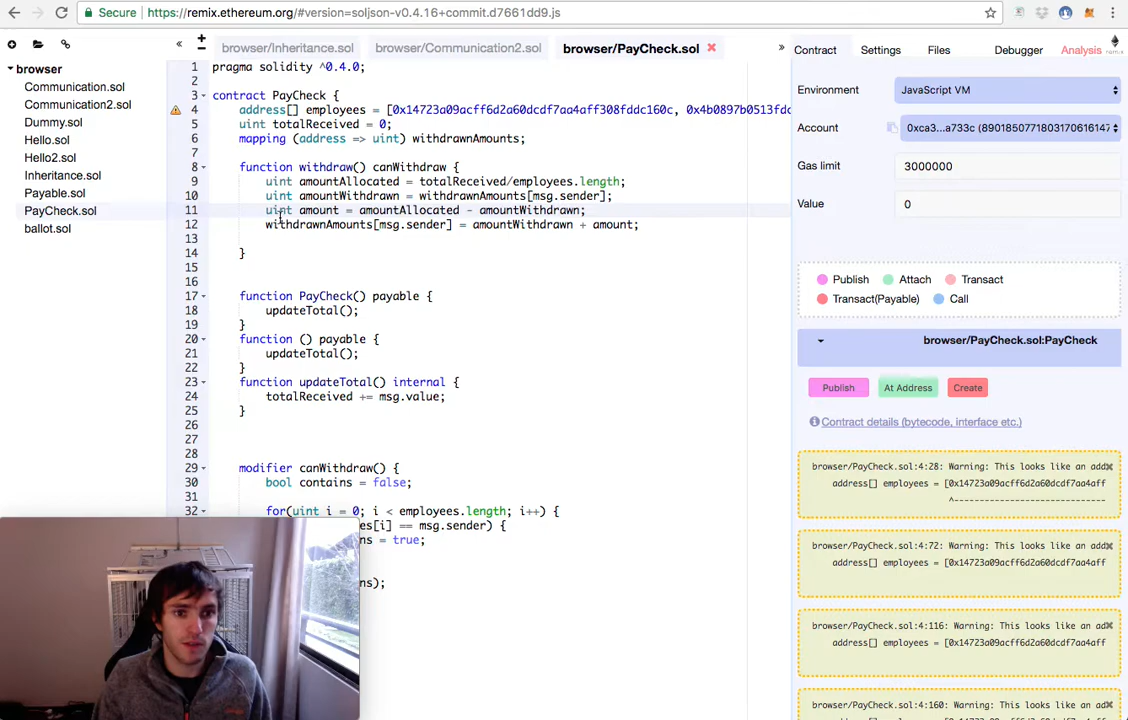 Secure
https://remix.ethereum.org/#version=soljson-v0.4.16+commit.d7661dd9.js
browser
Communication.sol
Communication2.sol
Dummy.sol
Hello.sol
Hello2.sol
Inheritance.sol
Payable.sol
PayCheck.sol
ballot.sol
browser/Inheritance.sol
browser/Communication2.sol
browser/PayCheck.sol
1 pragma solidity ^0.4.0;
2
3 contract PayCheck {
4 address[] employees = [0x14723a09acff6d2a60dcdf7aa4aff308fddc160c, 0x4b0897b0513fdc
5 uint totalReceived = 0;
6 mapping (address => uint) withdrawnAmounts;
7
8 function withdraw() canWithdraw {
9 uint amountAllocated = totalReceived/employees.length;
10 uint amountWithdrawn = withdrawnAmounts[msg.sender];
11 uint amount = amountAllocated - amountWithdrawn;
12 withdrawnAmounts[msg.sender] = amountWithdrawn + amount;
13
14 }
15
16
17 function PayCheck() payable {
18 updateTotal();
19 }
20 function () payable {
21 updateTotal();
22 }
23 function updateTotal() internal {
24 totalReceived += msg.value;
25 }
26
27
28
29 modifier canWithdraw() {
30 bool contains = false;
31
32 for(uint i = 0; i < employees.length; i++) {
es[i] == msg.sender) {
ns = true;
ns);
Contract
Settings
Files
Debugger
Analysis
remix
Environment
JavaScript VM
Account
Gas limit
3000000
Value
0
Publish
Attach
Transact
Transact(Payable)
Call
browser/PayCheck.sol:PayCheck
Publish
At Address
Create
Contract details (bytecode, interface etc.)
browser/PayCheck.sol:4:28: Warning: This looks like an add
address[] employees = [0x14723a09acff6d2a60dcdf7aa4aff
^----------------------------
browser/PayCheck.sol:4:72: Warning: This looks like an add
address[] employees = [0x14723a09acff6d2a60dcdf7aa4aff
browser/PayCheck.sol:4:116: Warning: This looks like an add
address[] employees = [0x14723a09acff6d2a60dcdf7aa4aff
browser/PayCheck.sol:4:160: Warning: This looks like an add